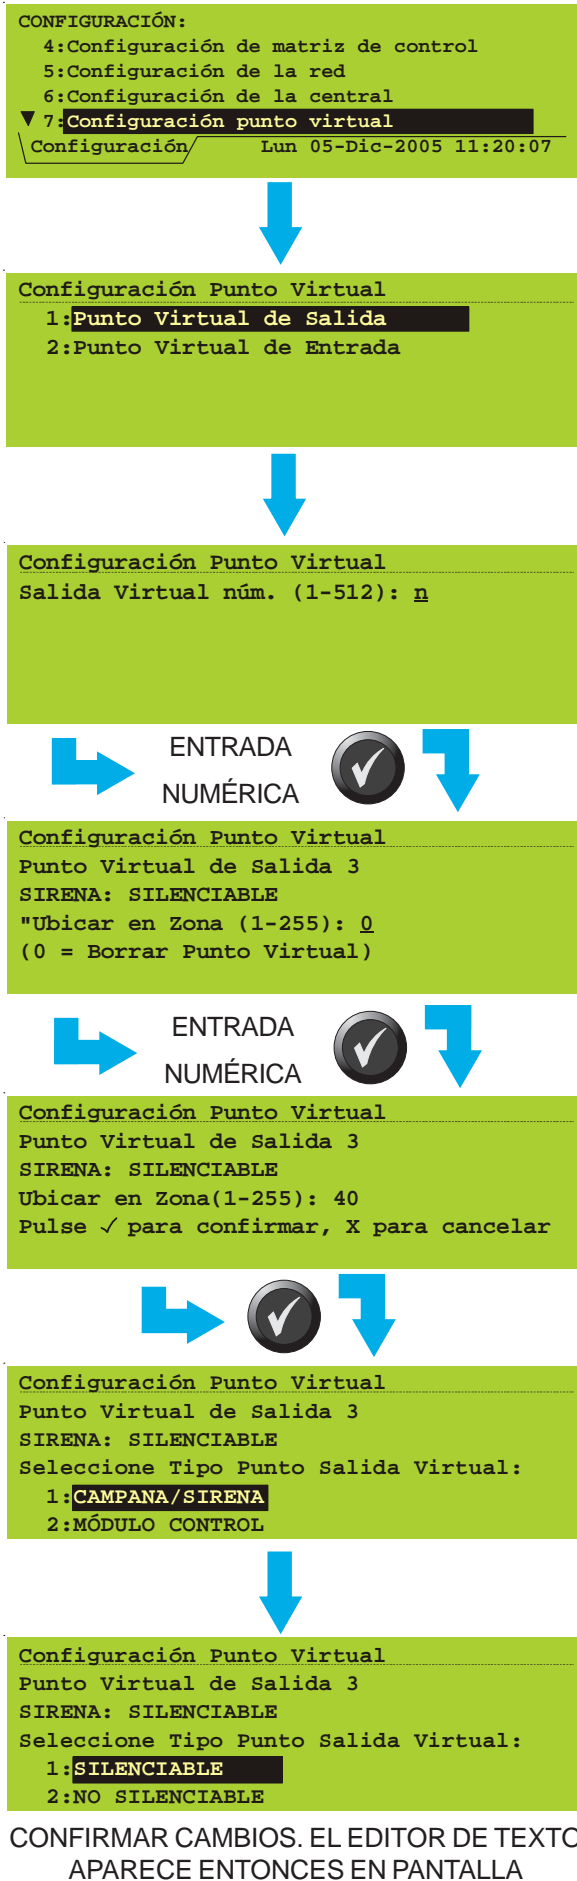 CONFIGURACIÓN:
4:Configuración de matriz de control
5:Configuración de la red
6:Configuración de la central
▼ 7:Configuración punto virtual
Configuración Lun 05-Dic-2005 11:20:07
Configuración Punto Virtual
1:Punto Virtual de Salida
2:Punto Virtual de Entrada
Configuración Punto Virtual
Salida Virtual núm. (1-512): n
ENTRADA
NUMÉRICA
Configuración Punto Virtual
Punto Virtual de Salida 3
SIRENA: SILENCIABLE
"Ubicar en Zona (1-255): 0
(0 = Borrar Punto Virtual)
ENTRADA
NUMÉRICA
Configuración Punto Virtual
Punto Virtual de Salida 3
SIRENA: SILENCIABLE
Ubicar en Zona(1-255): 40
Pulse ✓ para confirmar, X para cancelar
Configuración Punto Virtual
Punto Virtual de Salida 3
SIRENA: SILENCIABLE
Seleccione Tipo Punto Salida Virtual:
1:CAMPANA/SIRENA
2:MÓDULO CONTROL
Configuración Punto Virtual
Punto Virtual de Salida 3
SIRENA: SILENCIABLE
Seleccione Tipo Punto Salida Virtual:
1:SILENCIABLE
2:NO SILENCIABLE
CONFIRMAR CAMBIOS. EL EDITOR DE TEXTO
APARECE ENTONCES EN PANTALLA